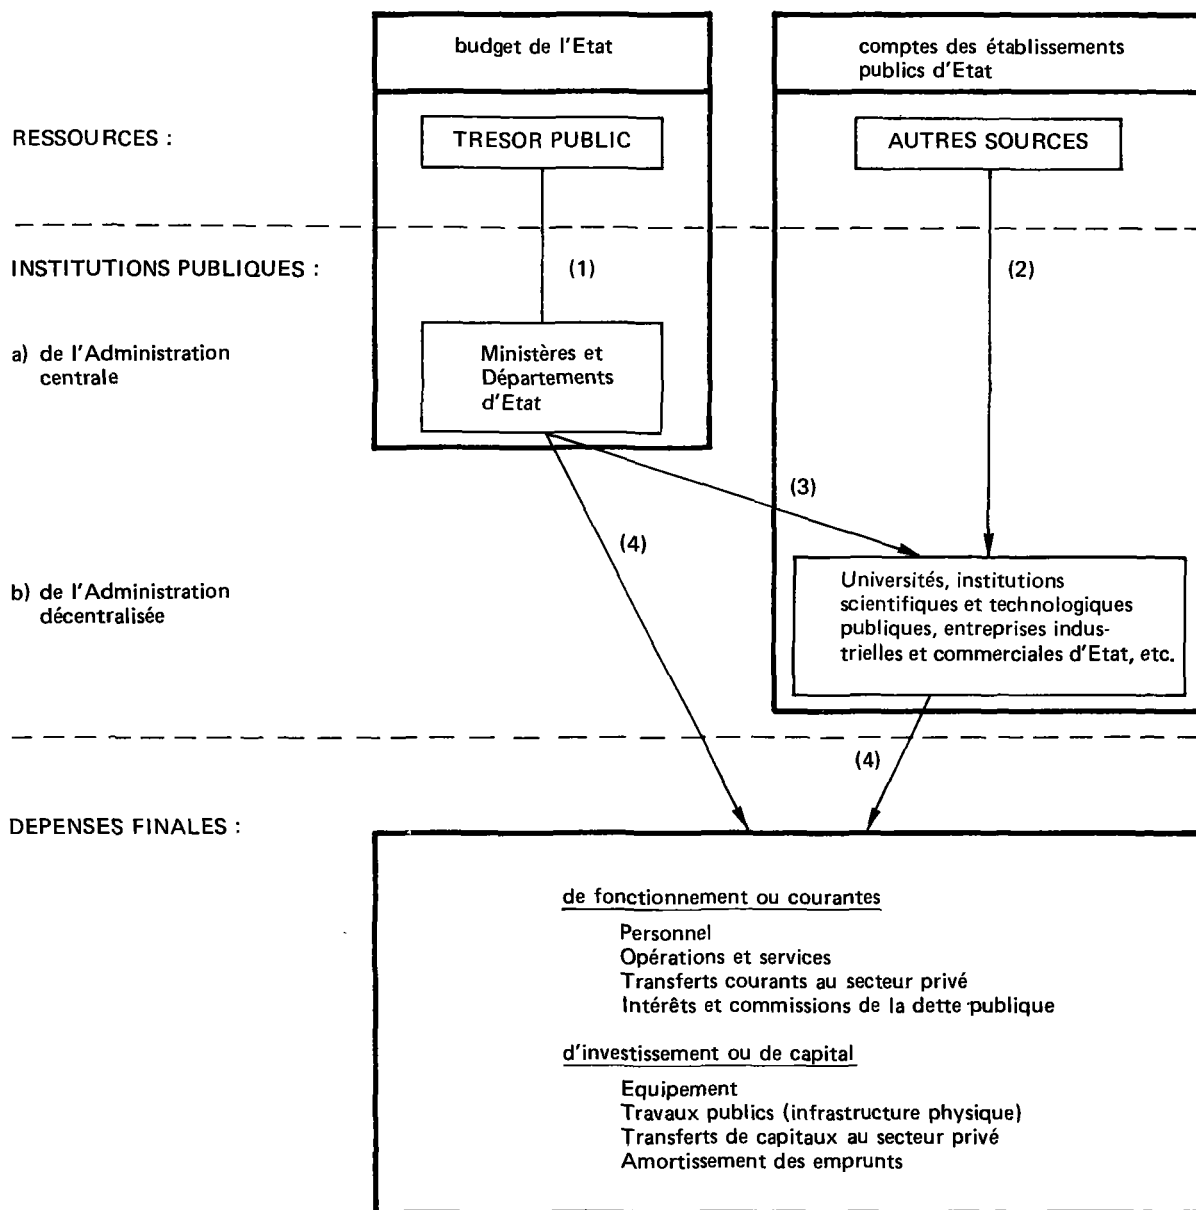 budget de l'Etat
comptes des établissements
publics d'Etat
RESSOURCES :
TRESOR PUBLIC
AUTRES SOURCES
INSTITUTIONS PUBLIQUES :
(1)
(2)
a) de l'Administration
centrale
Ministères et
Départements
d'Etat
(3)
(4)
b) de l'Administration
décentralisée
Universités, institutions
scientifiques et technologiques
publiques, entreprises indus-
trielles et commerciales d'Etat, etc.
(4)
DEPENSES FINALES :
de fonctionnement ou courantes
Personnel
Opérations et services
Transferts courants au secteur privé
Intérêts et commissions de la dette publique
d'investissement ou de capital
Equipement
Travaux publics (infrastructure physique)
Transferts de capitaux au secteur privé
Amortissement des emprunts